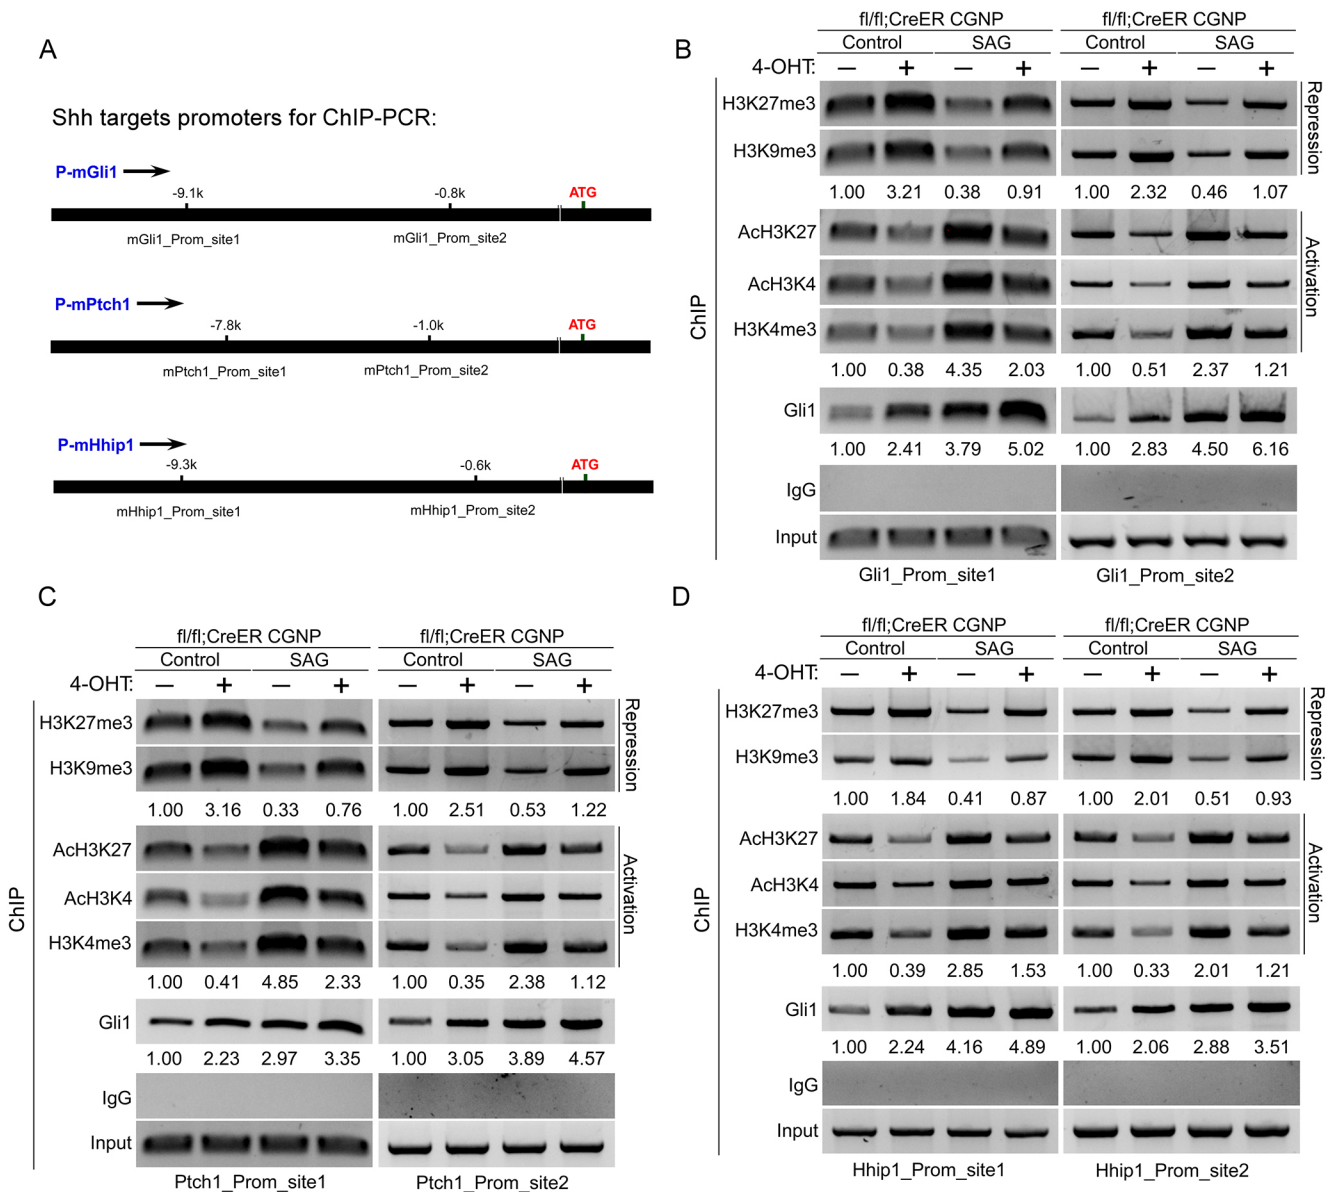 A
Shh targets promoters for ChIP-PCR:
P-mGli1
-9.1k -0.8k ATG
mGli1_Prom_site1 mGli1_Prom_site2
P-mPtch1
-7.8k -1.0k ATG
mPtch1_Prom_site1 mPtch1_Prom_site2
P-mHhip1
-9.3k -0.6k ATG
mHhip1_Prom_site1 mHhip1_Prom_site2
B
fl/fl;CreER CGNP fl/fl;CreER CGNP
Control SAG Control SAG
4-OHT: — + — + — + — +
ChIP
H3K27me3
H3K9me3
Repression
1.00 3.21 0.38 0.91 1.00 2.32 0.46 1.07
AcH3K27
AcH3K4
H3K4me3
Activation
1.00 0.38 4.35 2.03 1.00 0.51 2.37 1.21
Gli1
1.00 2.41 3.79 5.02 1.00 2.83 4.50 6.16
IgG
Input
Gli1_Prom_site1 Gli1_Prom_site2
C
fl/fl;CreER CGNP fl/fl;CreER CGNP
Control SAG Control SAG
4-OHT: — + — + — + — +
ChIP
H3K27me3
H3K9me3
Repression
1.00 3.16 0.33 0.76 1.00 2.51 0.53 1.22
AcH3K27
AcH3K4
H3K4me3
Activation
1.00 0.41 4.85 2.33 1.00 0.35 2.38 1.12
Gli1
1.00 2.23 2.97 3.35 1.00 3.05 3.89 4.57
IgG
Input
Ptch1_Prom_site1 Ptch1_Prom_site2
D
fl/fl;CreER CGNP fl/fl;CreER CGNP
Control SAG Control SAG
4-OHT: — + — + — + — +
ChIP
H3K27me3
H3K9me3
Repression
1.00 1.84 0.41 0.87 1.00 2.01 0.51 0.93
AcH3K27
AcH3K4
H3K4me3
Activation
1.00 0.39 2.85 1.53 1.00 0.33 2.01 1.21
Gli1
1.00 2.24 4.16 4.89 1.00 2.06 2.88 3.51
IgG
Input
Hhip1_Prom_site1 Hhip1_Prom_site2